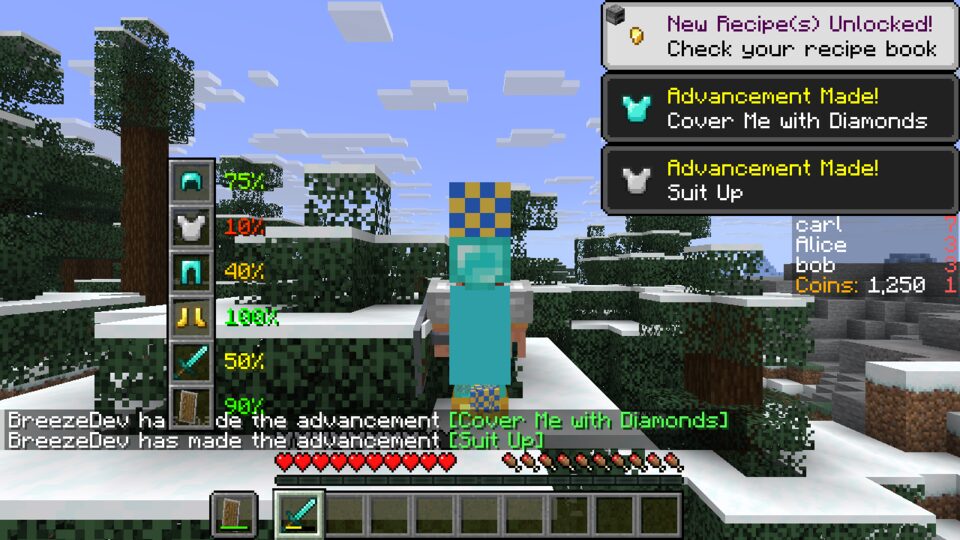 New Recipe(s) Unlocked!
Check your recipe book
Advancement Made!
Cover Me with Diamonds
Advancement Made!
Suit Up
75%
10%
40%
100%
50%
90%
carl 7
Alice 3
bob 3
Coins: 1,250 1
BreezeDev ha de the advancement [Cover Me with Diamonds]
BreezeDev has made the advancement [Suit Up]